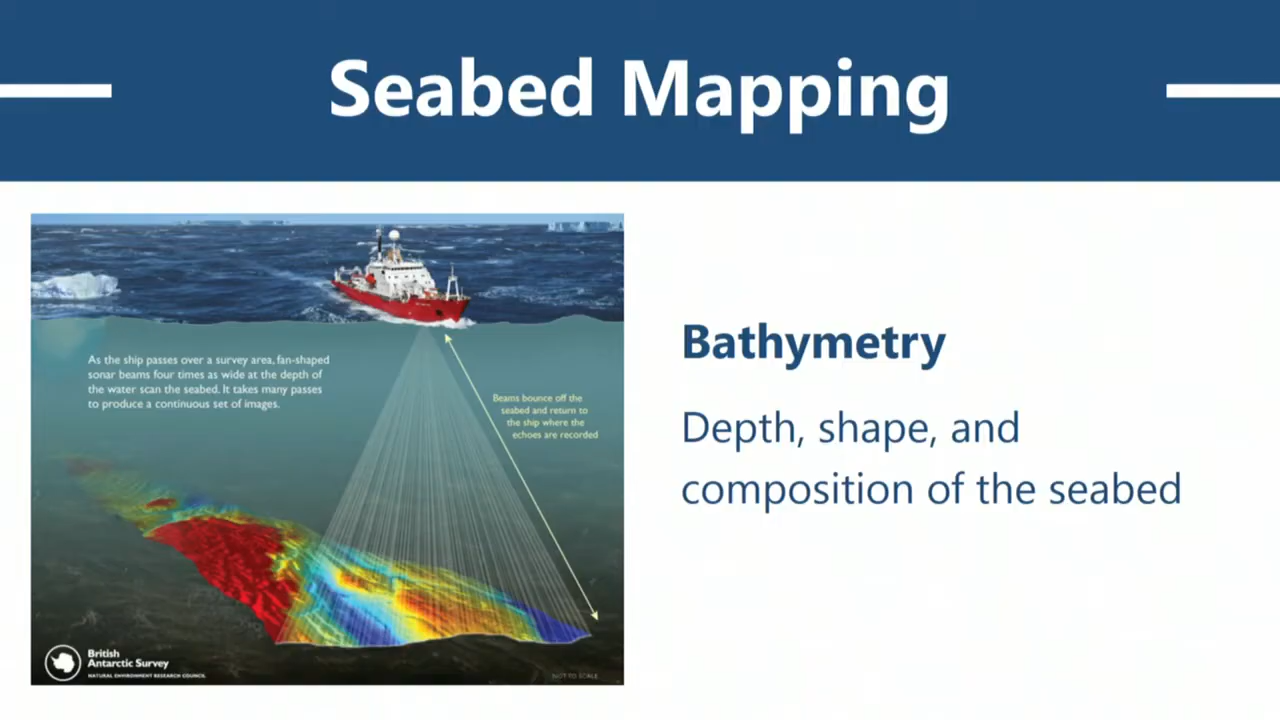 Seabed Mapping
As the ship passes over a survey area, fan-shaped
sonar beams four times as wide at the depth of
the water scan the seabed. It takes many passes
to produce a continuous set of images.
Beams bounce off the
seabed and return to
the ship where the
echoes are recorded
British
Antarctic Survey
NATURAL ENVIRONMENT RESEARCH COUNCIL
NOT TO SCALE
Bathymetry
Depth, shape, and
composition of the seabed